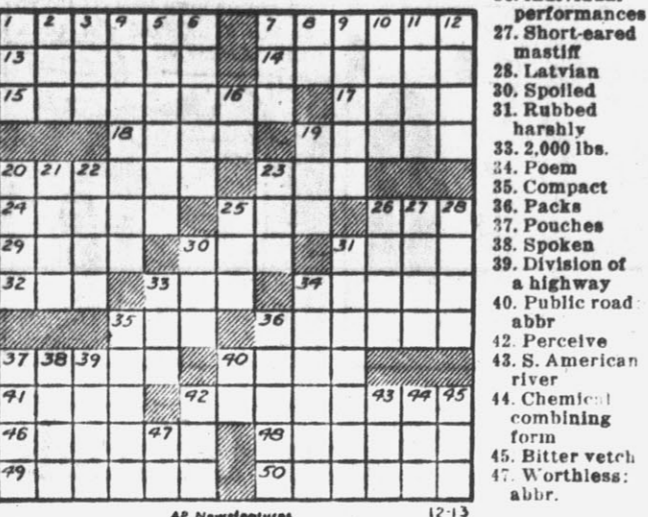 1 2 3 4 5 6 7 8 9 10 11 12
13 14
15 16 17
18 19
20 21 22 23
24 25 26 27 28
29 30 31
32 33 34
35 36
37 38 39 40
41 42 43 44 45
46 47 48
49 50
AP Newsfeatures 12-13
performances
27. Short-eared
mastiff
28. Latvian
30. Spoiled
31. Rubbed
harshly
33. 2,000 lbs.
34. Poem
35. Compact
36. Packs
37. Pouches
38. Spoken
39. Division of
a highway
40. Public road:
abbr
42. Perceive
43. S. American
river
44. Chemical
combining
form
45. Bitter vetch
47. Worthless:
abbr.